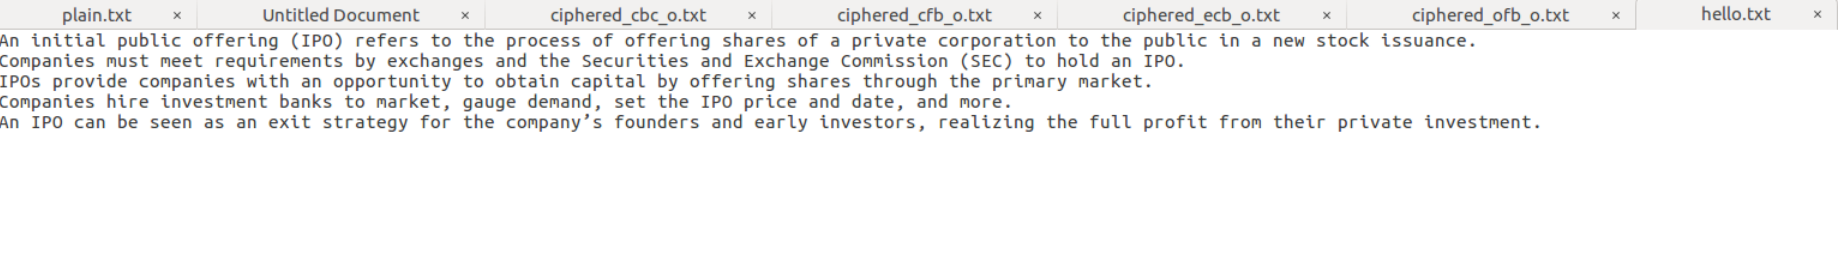 plain.txt × Untitled Document × ciphered_cbc_o.txt × ciphered_cfb_o.txt × ciphered_ecb_o.txt × ciphered_ofb_o.txt × hello.txt ×
An initial public offering (IPO) refers to the process of offering shares of a private corporation to the public in a new stock issuance.
Companies must meet requirements by exchanges and the Securities and Exchange Commission (SEC) to hold an IPO.
IPOs provide companies with an opportunity to obtain capital by offering shares through the primary market.
Companies hire investment banks to market, gauge demand, set the IPO price and date, and more.
An IPO can be seen as an exit strategy for the company’s founders and early investors, realizing the full profit from their private investment.